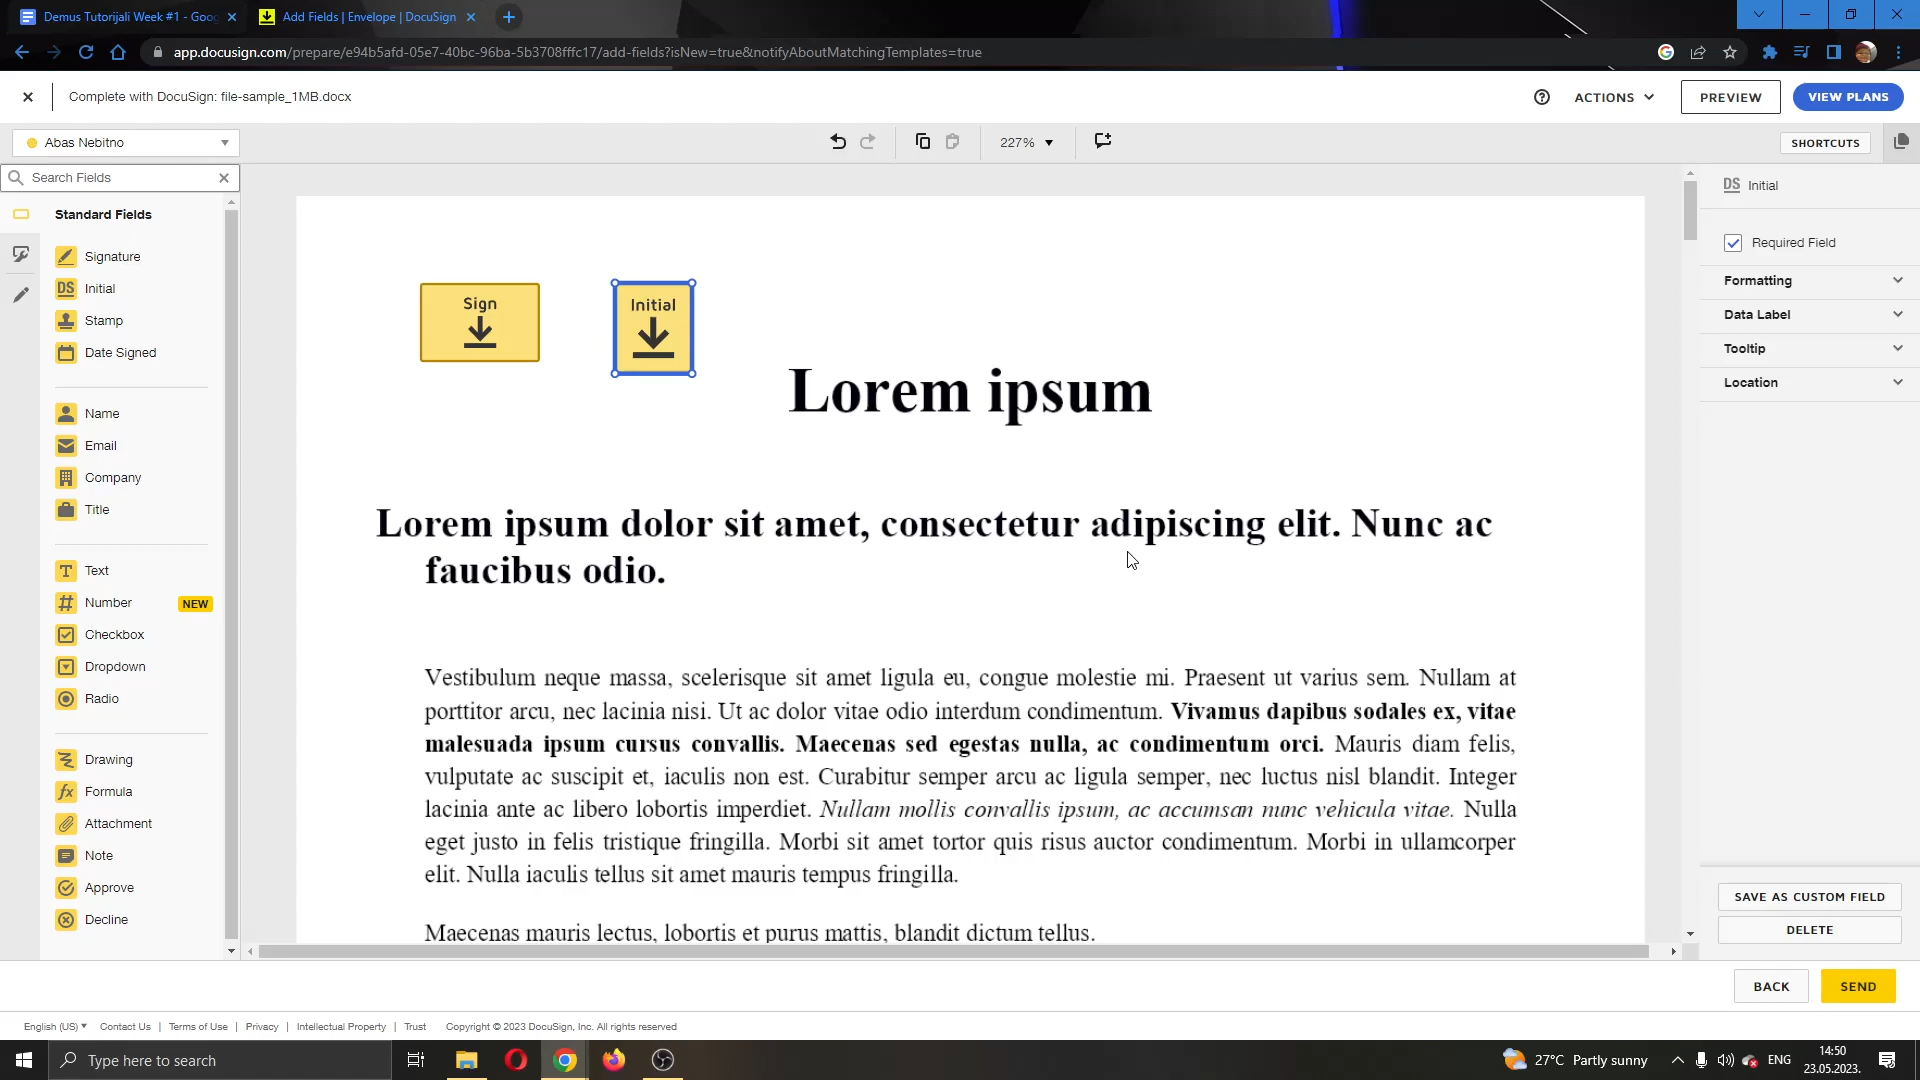 Demus Tutorijali Week #1 - Goo
Add Fields | Envelope | DocuSign
app.docusign.com/prepare/e94b5afd-05e7-40bc-96ba-5b3708fffc17/add-fields?isNew=true&notifyAboutMatchingTemplates=true
Complete with DocuSign: file-sample_1MB.docx
ACTIONS
PREVIEW
VIEW PLANS
Abas Nebitno
227%
SHORTCUTS
Search Fields
Standard Fields
Signature
DS Initial
Stamp
Date Signed
Name
Email
Company
Title
Text
Number NEW
Checkbox
Dropdown
Radio
Drawing
fx Formula
Attachment
Note
Approve
Decline
Sign
Initial
Lorem ipsum
Lorem ipsum dolor sit amet, consectetur adipiscing elit. Nunc ac
faucibus odio.
Vestibulum neque massa, scelerisque sit amet ligula eu, congue molestie mi. Praesent ut varius sem. Nullam at
porttitor arcu, nec lacinia nisi. Ut ac dolor vitae odio interdum condimentum. Vivamus dapibus sodales ex, vitae
malesuada ipsum cursus convallis. Maecenas sed egestas nulla, ac condimentum orci. Mauris diam felis,
vulputate ac suscipit et, iaculis non est. Curabitur semper arcu ac ligula semper, nec luctus nisl blandit. Integer
lacinia ante ac libero lobortis imperdiet. Nullam mollis convallis ipsum, ac accumsan nunc vehicula vitae. Nulla
eget justo in felis tristique fringilla. Morbi sit amet tortor quis risus auctor condimentum. Morbi in ullamcorper
elit. Nulla iaculis tellus sit amet mauris tempus fringilla.
Maecenas mauris lectus, lobortis et purus mattis, blandit dictum tellus.
DS Initial
Required Field
Formatting
Data Label
Tooltip
Location
SAVE AS CUSTOM FIELD
DELETE
BACK
SEND
English (US) Contact Us | Terms of Use | Privacy | Intellectual Property | Trust Copyright © 2023 DocuSign, Inc. All rights reserved
Type here to search
27°C Partly sunny
ENG
14:50
23.05.2023.